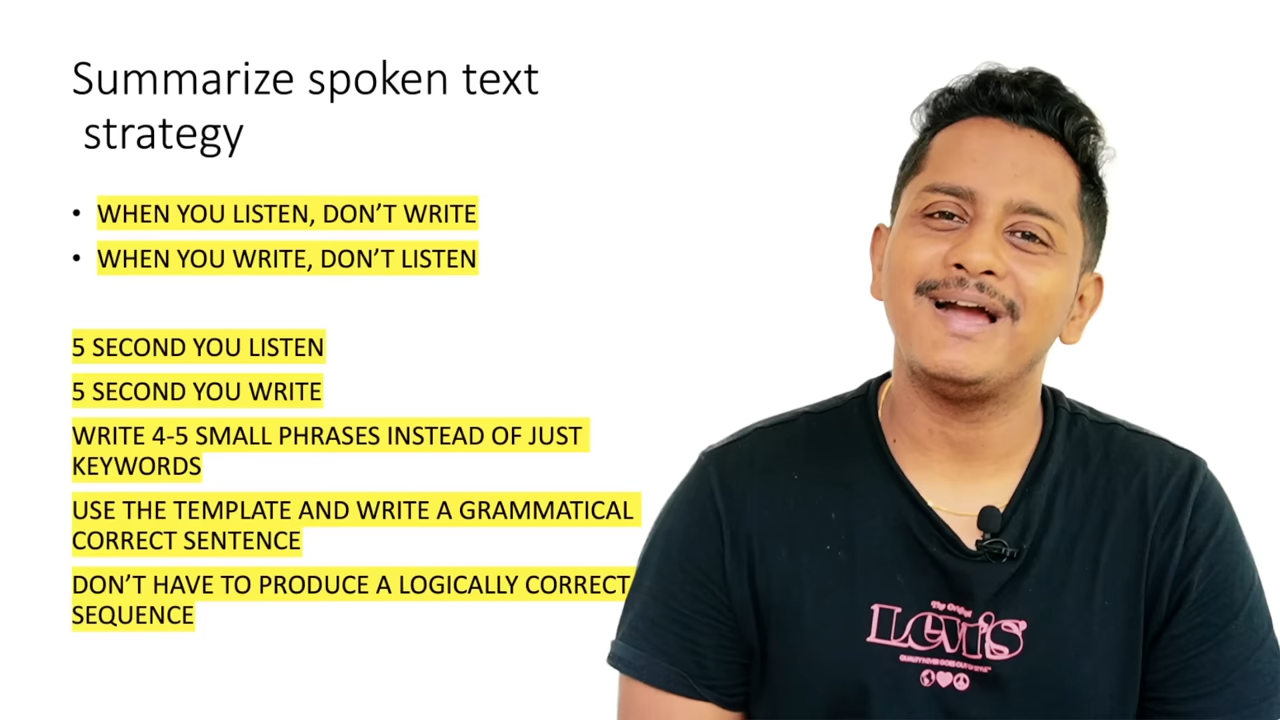 Summarize spoken text
strategy
• WHEN YOU LISTEN, DON’T WRITE
• WHEN YOU WRITE, DON’T LISTEN
5 SECOND YOU LISTEN
5 SECOND YOU WRITE
WRITE 4-5 SMALL PHRASES INSTEAD OF JUST
KEYWORDS
USE THE TEMPLATE AND WRITE A GRAMMATICAL
CORRECT SENTENCE
DON’T HAVE TO PRODUCE A LOGICALLY CORRECT
SEQUENCE
The Original
Levi's